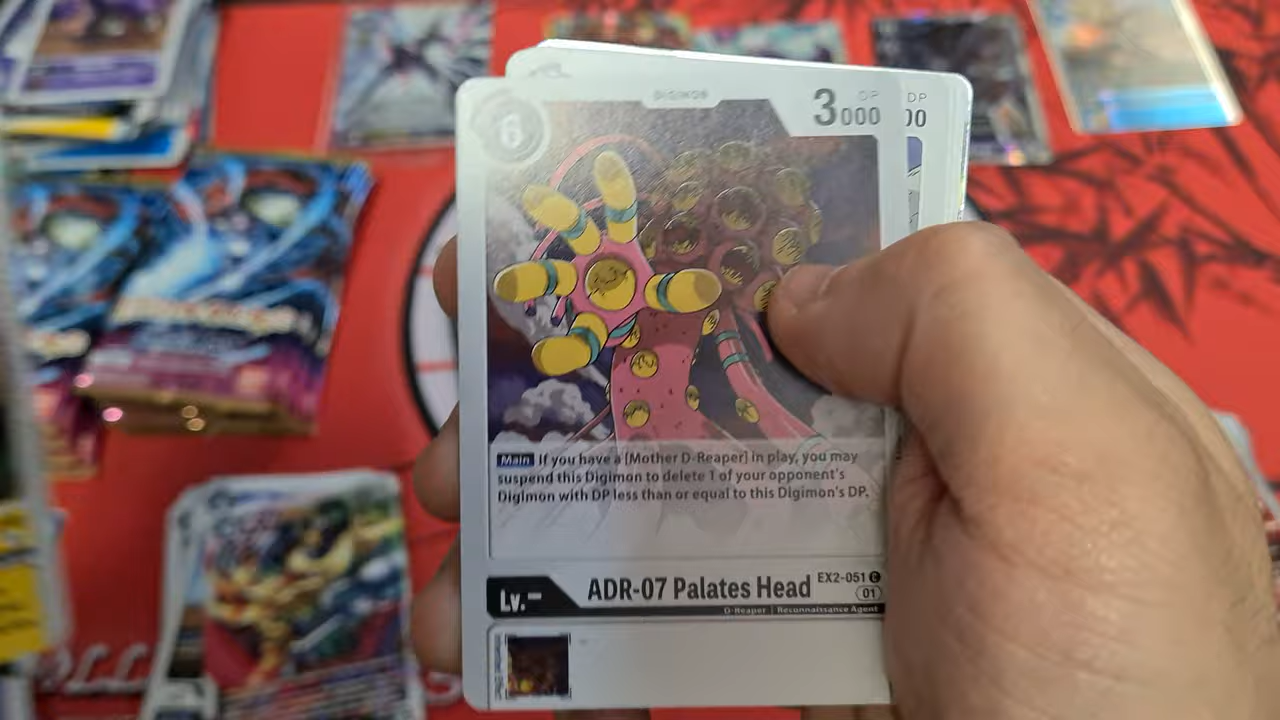 DIGIMON
6
3000
DP
DP
00
Main If you have a [Mother D-Reaper] in play, you may
suspend this Digimon to delete 1 of your opponent's
Digimon with DP less than or equal to this Digimon's DP.
Lv.-
ADR-07 Palates Head
EX2-051 C
01
D-Reaper | Reconnaissance Agent